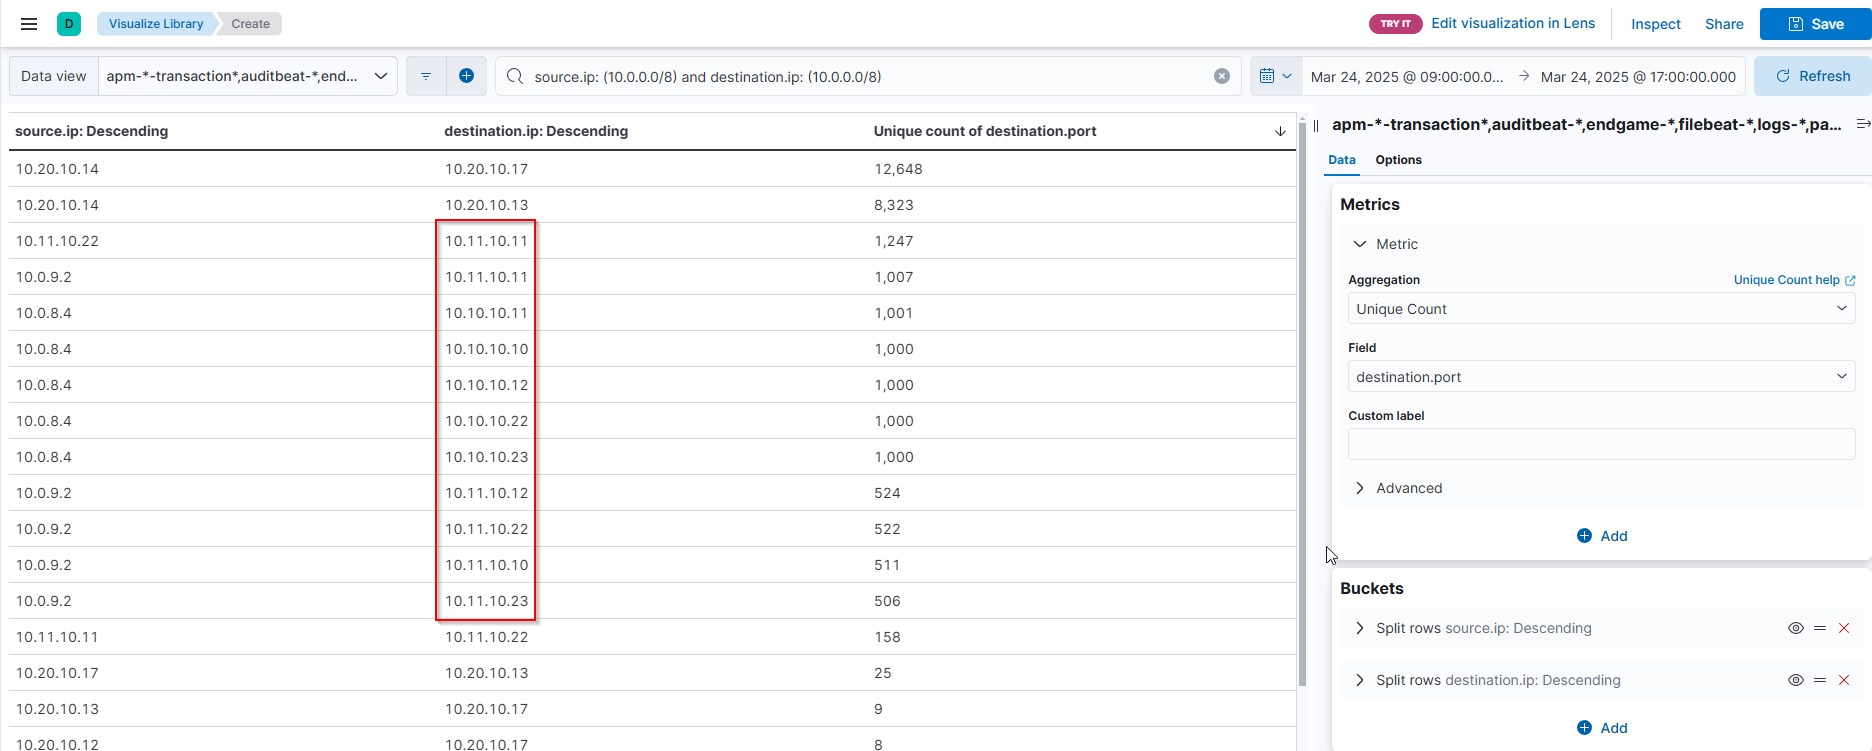 D Visualize Library Create TRY IT Edit visualization in Lens Inspect Share Save
Data view apm-*-transaction*,auditbeat-*,end... source.ip: (10.0.0.0/8) and destination.ip: (10.0.0.0/8) Mar 24, 2025 @ 09:00:00.0... → Mar 24, 2025 @ 17:00:00.000 Refresh
source.ip: Descending destination.ip: Descending Unique count of destination.port
10.20.10.14 10.20.10.17 12,648
10.20.10.14 10.20.10.13 8,323
10.11.10.22 10.11.10.11 1,247
10.0.9.2 10.11.10.11 1,007
10.0.8.4 10.10.10.11 1,001
10.0.8.4 10.10.10.10 1,000
10.0.8.4 10.10.10.12 1,000
10.0.8.4 10.10.10.22 1,000
10.0.8.4 10.10.10.23 1,000
10.0.9.2 10.11.10.12 524
10.0.9.2 10.11.10.22 522
10.0.9.2 10.11.10.10 511
10.0.9.2 10.11.10.23 506
10.11.10.11 10.11.10.22 158
10.20.10.17 10.20.10.13 25
10.20.10.13 10.20.10.17 9
10.20.10.12 10.20.10.17 8
apm-*-transaction*,auditbeat-*,endgame-*,filebeat-*,logs-*,pa...
Data Options
Metrics
Metric
Aggregation Unique Count help
Unique Count
Field
destination.port
Custom label
Advanced
Add
Buckets
Split rows source.ip: Descending
Split rows destination.ip: Descending
Add